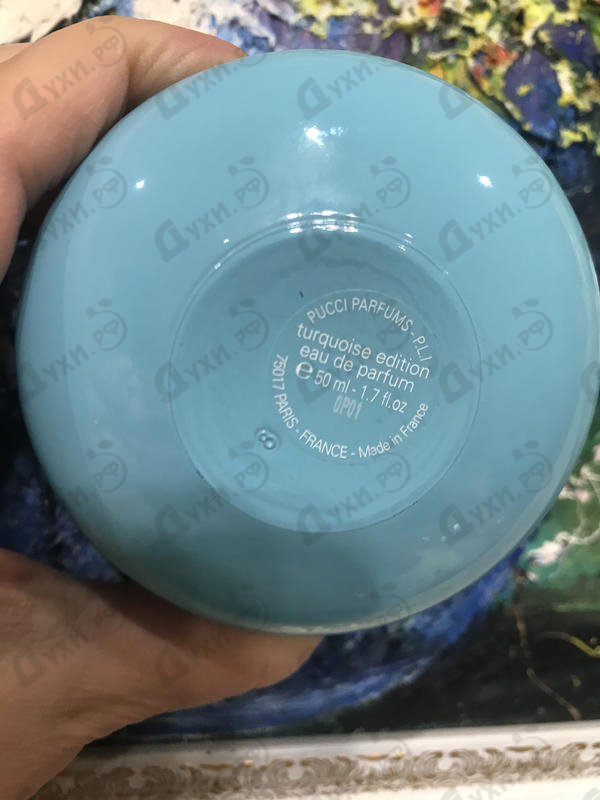 PUCCI PARFUMS - P.L.I
turquoise edition
eau de parfum
℮ 50 ml - 1.7 fl.oz
0P01
75017 PARIS - FRANCE - Made in France
8
Духи.рф